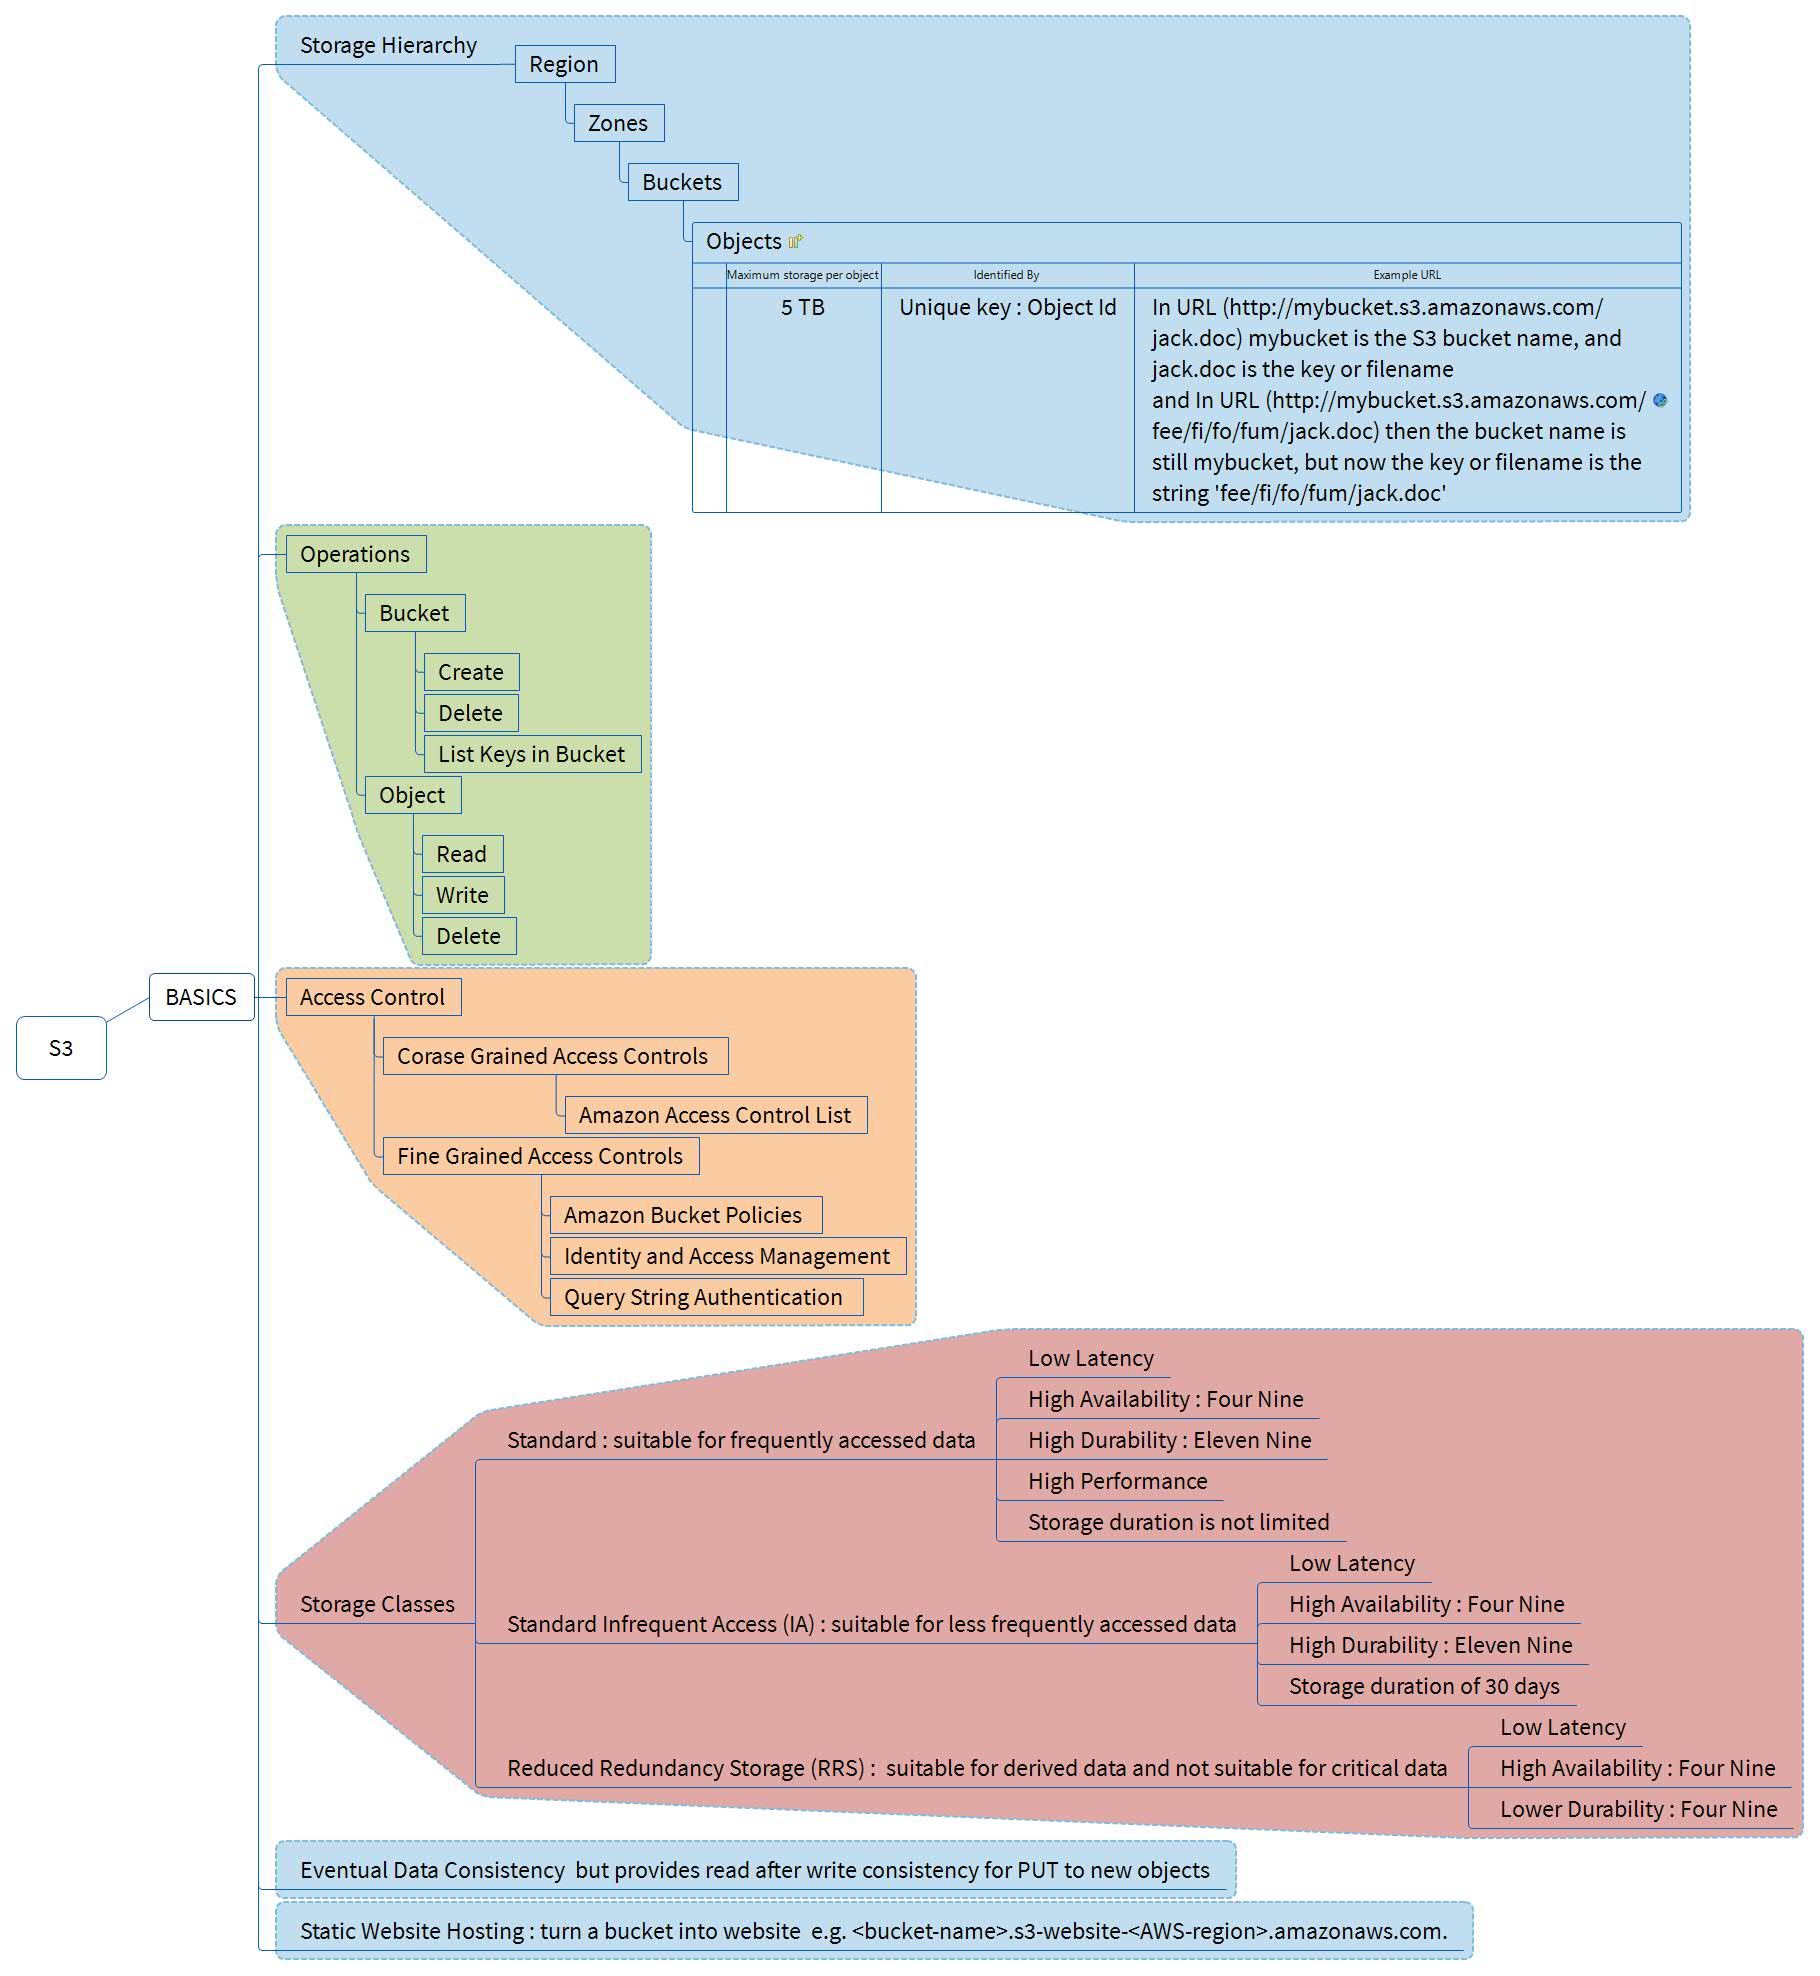 Storage Hierarchy
Region
Zones
Buckets
Objects
Maximum storage per object
Identified By
Example URL
5 TB
Unique key : Object Id
In URL (http://mybucket.s3.amazonaws.com/
jack.doc) mybucket is the S3 bucket name, and
jack.doc is the key or filename
and In URL (http://mybucket.s3.amazonaws.com/
fee/fi/fo/fum/jack.doc) then the bucket name is
still mybucket, but now the key or filename is the
string 'fee/fi/fo/fum/jack.doc'
Operations
Bucket
Create
Delete
List Keys in Bucket
Object
Read
Write
Delete
S3
BASICS
Access Control
Corase Grained Access Controls
Amazon Access Control List
Fine Grained Access Controls
Amazon Bucket Policies
Identity and Access Management
Query String Authentication
Storage Classes
Standard : suitable for frequently accessed data
Low Latency
High Availability : Four Nine
High Durability : Eleven Nine
High Performance
Storage duration is not limited
Standard Infrequent Access (IA) : suitable for less frequently accessed data
Low Latency
High Availability : Four Nine
High Durability : Eleven Nine
Storage duration of 30 days
Reduced Redundancy Storage (RRS) :  suitable for derived data and not suitable for critical data
Low Latency
High Availability : Four Nine
Lower Durability : Four Nine
Eventual Data Consistency  but provides read after write consistency for PUT to new objects
Static Website Hosting : turn a bucket into website  e.g. <bucket-name>.s3-website-<AWS-region>.amazonaws.com.